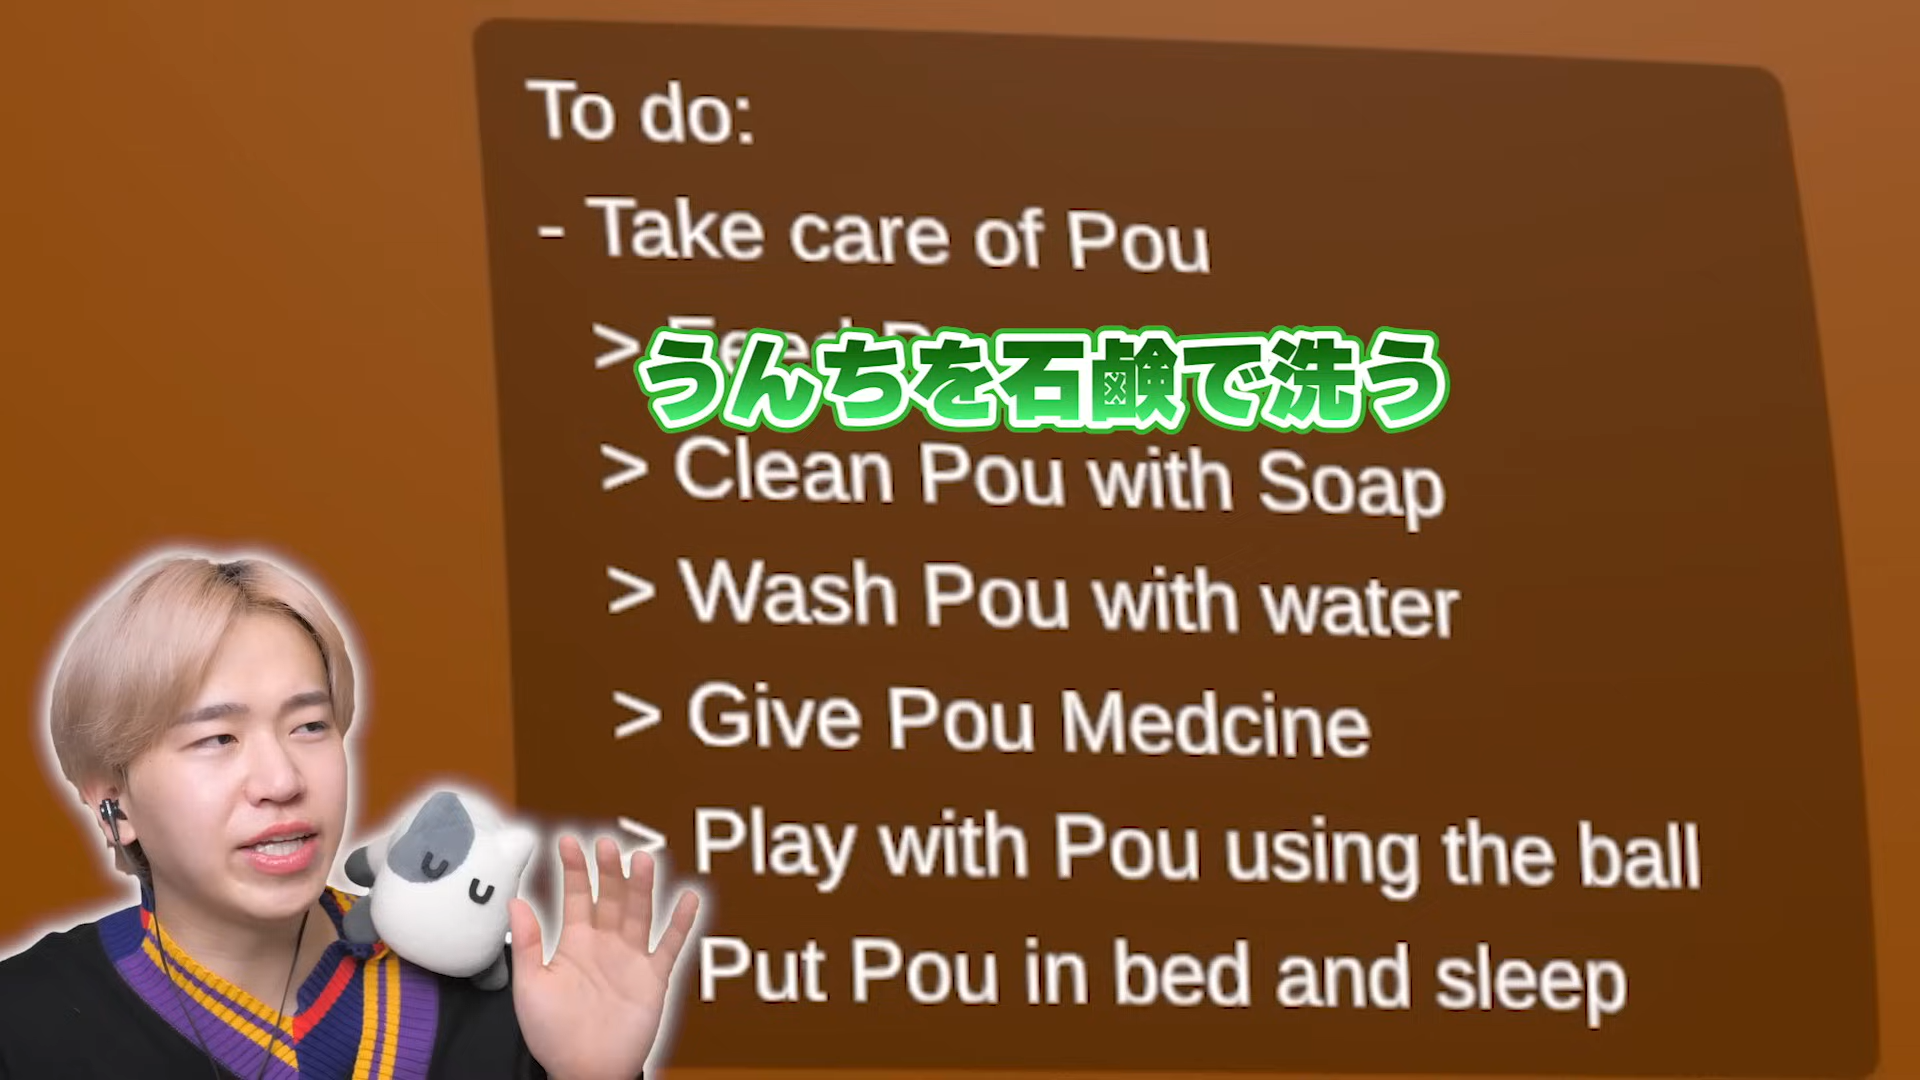 To do:
- Take care of Pou
> Feed
うんちを石鹸で洗う
> Clean Pou with Soap
> Wash Pou with water
> Give Pou Medcine
> Play with Pou using the ball
Put Pou in bed and sleep